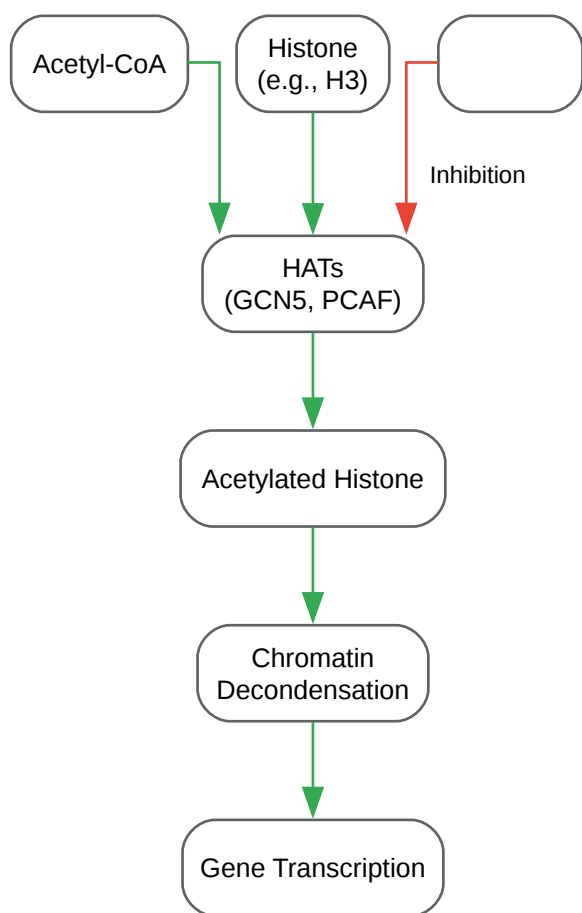 Acetyl-CoA
Histone
(e.g., H3)
Inhibition
HATs
(GCN5, PCAF)
Acetylated Histone
Chromatin
Decondensation
Gene Transcription